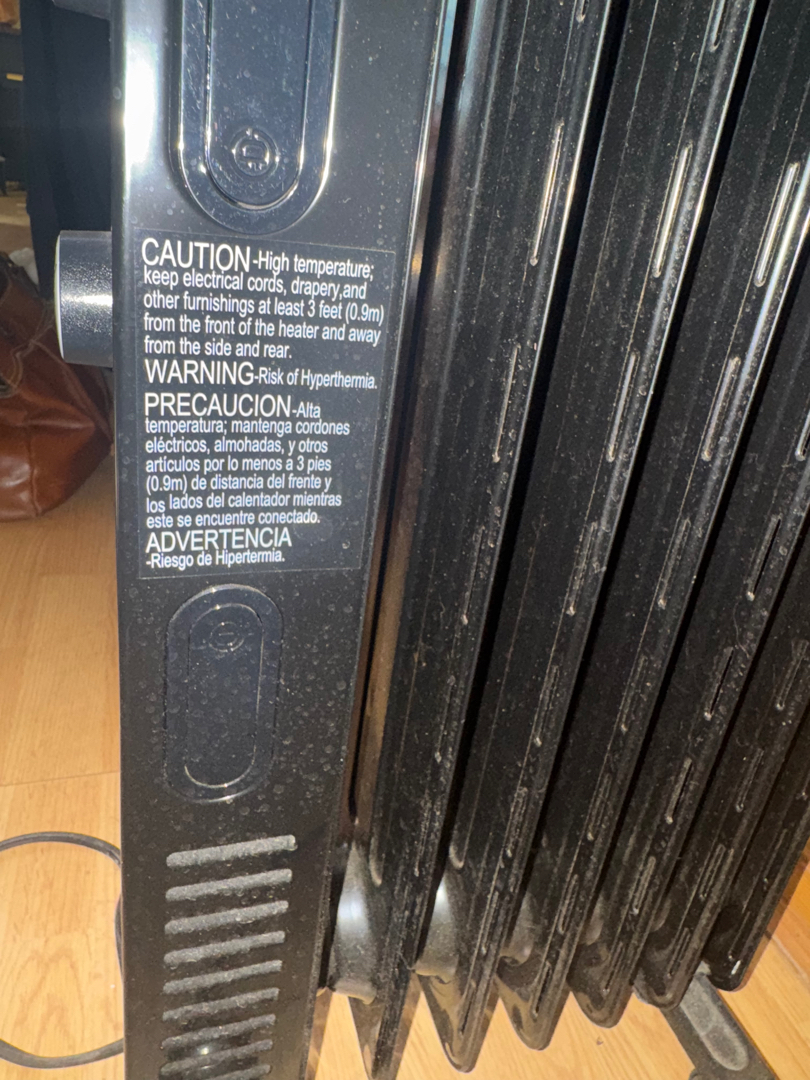 CAUTION-High temperature;
keep electrical cords, drapery,and
other furnishings at least 3 feet (0.9m)
from the front of the heater and away
from the side and rear.
WARNING-Risk of Hyperthermia.
PRECAUCION-Alta
temperatura; mantenga cordones
eléctricos, almohadas, y otros
artículos por lo menos a 3 pies
(0.9m) de distancia del frente y
los lados del calentador mientras
este se encuentre conectado.
ADVERTENCIA
-Riesgo de Hipertermia.